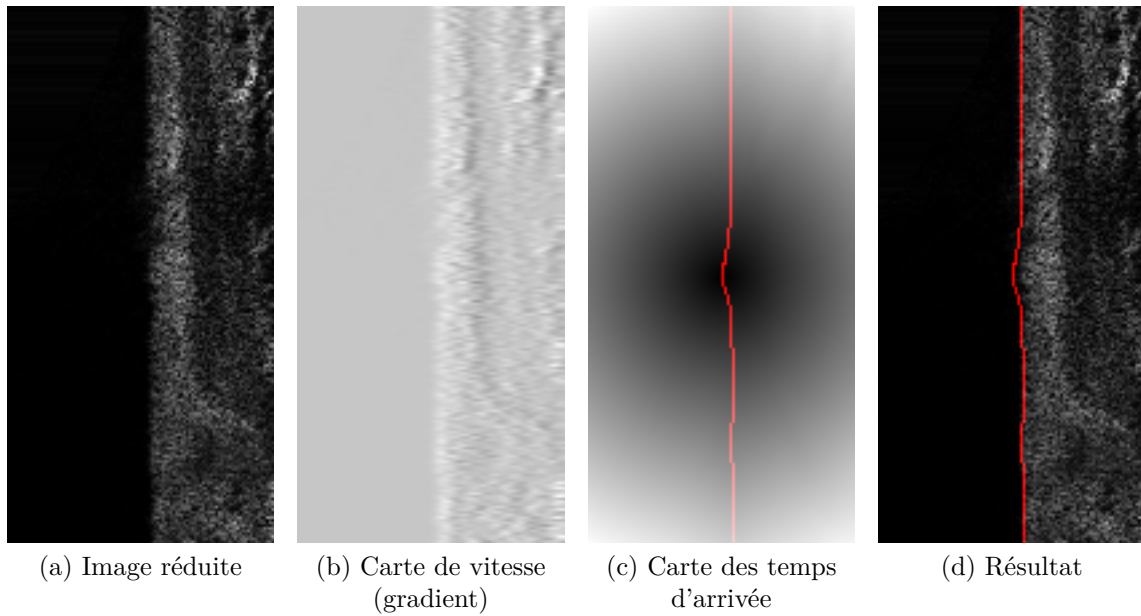 (a) Image réduite
(b) Carte de vitesse
(gradient)
(c) Carte des temps
d'arrivée
(d) Résultat